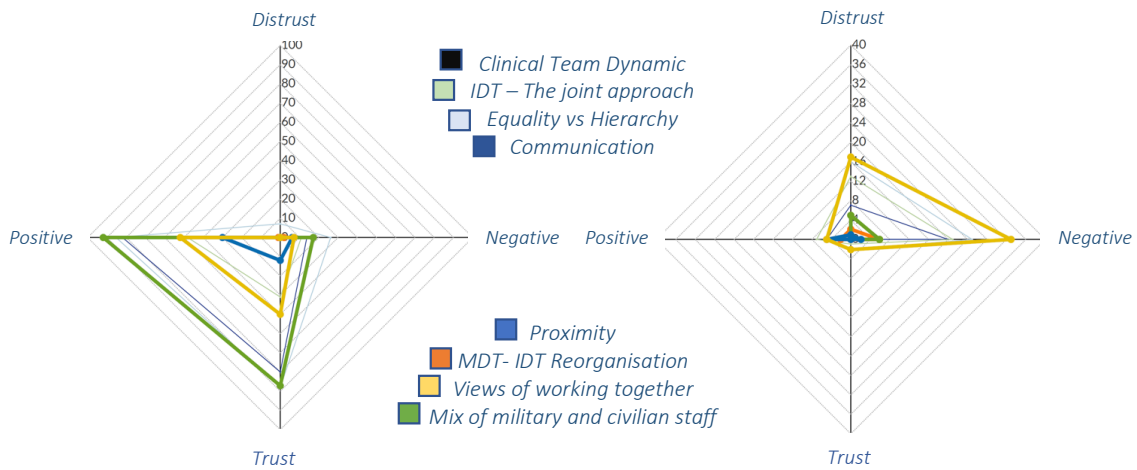 Distrust
100
90
80
70
60
50
40
30
20
10
0
Positive
Negative
Trust
Clinical Team Dynamic
IDT – The joint approach
Equality vs Hierarchy
Communication
Proximity
MDT- IDT Reorganisation
Views of working together
Mix of military and civilian staff
Distrust
40
36
32
28
24
20
16
12
8
4
Positive
Negative
Trust